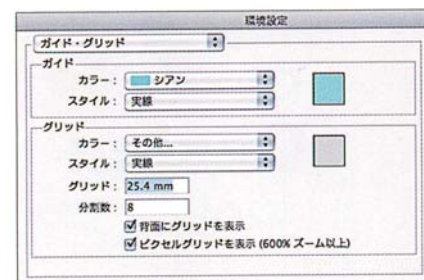 環境設定
ガイド・グリッド
ガイド
カラー： シアン
スタイル： 実線
グリッド
カラー： その他...
スタイル： 実線
グリッド： 25.4 mm
分割数： 8
背面にグリッドを表示
ピクセルグリッドを表示 (600% ズーム以上)